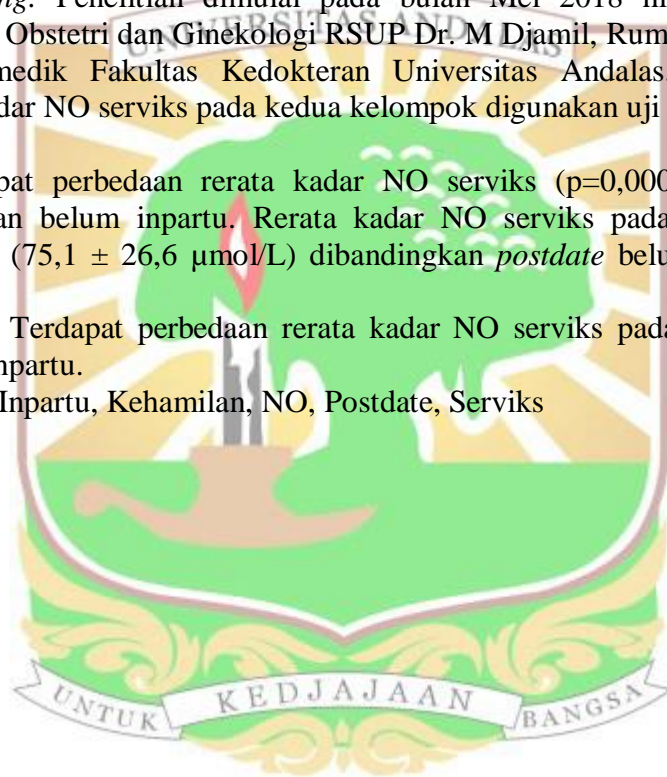 ng. Penelitian dimulai pada bulan Mei 2018
Obstetri dan Ginekologi RSUP Dr. M Djamil, Rum
UNIVERSITAS ANDALAS
medik Fakultas Kedokteran Universitas Andalas.
dar NO serviks pada kedua kelompok digunakan uji
pat perbedaan rerata kadar NO serviks (p=0,000
an belum inpartu. Rerata kadar NO serviks pada
(75,1 ± 26,6 µmol/L) dibandingkan postdate belu
Terdapat perbedaan rerata kadar NO serviks pada
npartu.
Inpartu, Kehamilan, NO, Postdate, Serviks
UNTUK KEDJAJAAN BANGSA